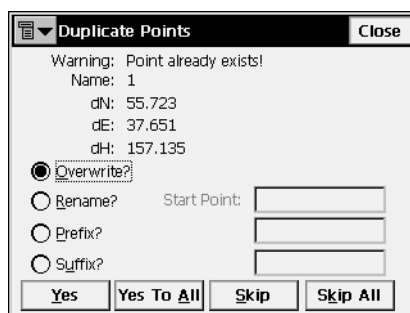 Duplicate Points Close
Warning: Point already exists!
Name: 1
dN: 55.723
dE: 37.651
dH: 157.135
Overwrite?
Rename? Start Point:
Prefix?
Suffix?
Yes Yes To All Skip Skip All